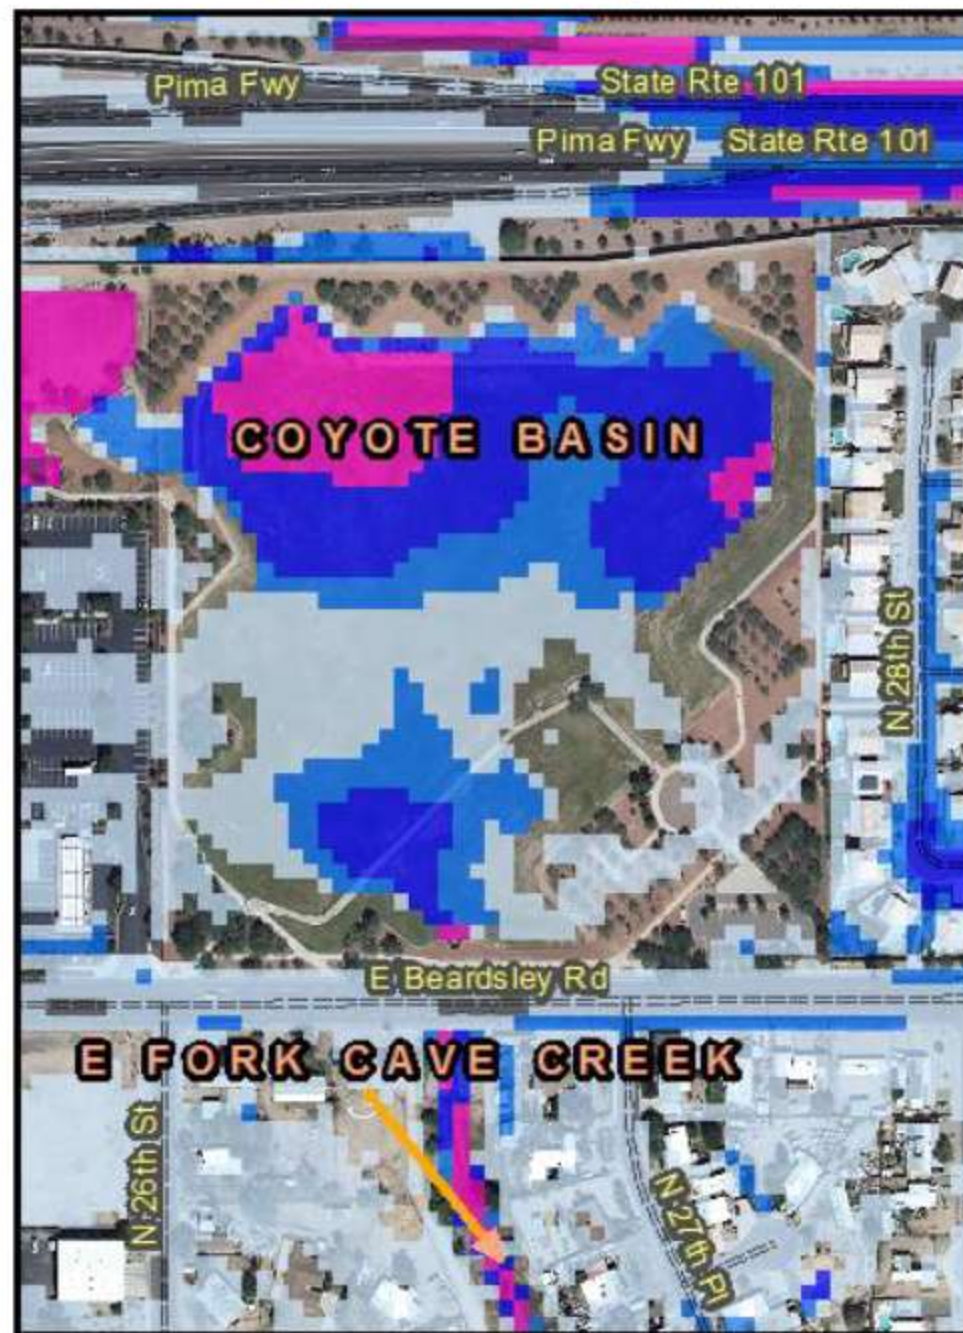 Pima Fwy
State Rte 101
Pima Fwy
State Rte 101
COYOTE BASIN
N 28th St
E Beardsley Rd
E FORK CAVE CREEK
N 26th St
N 27th Pl